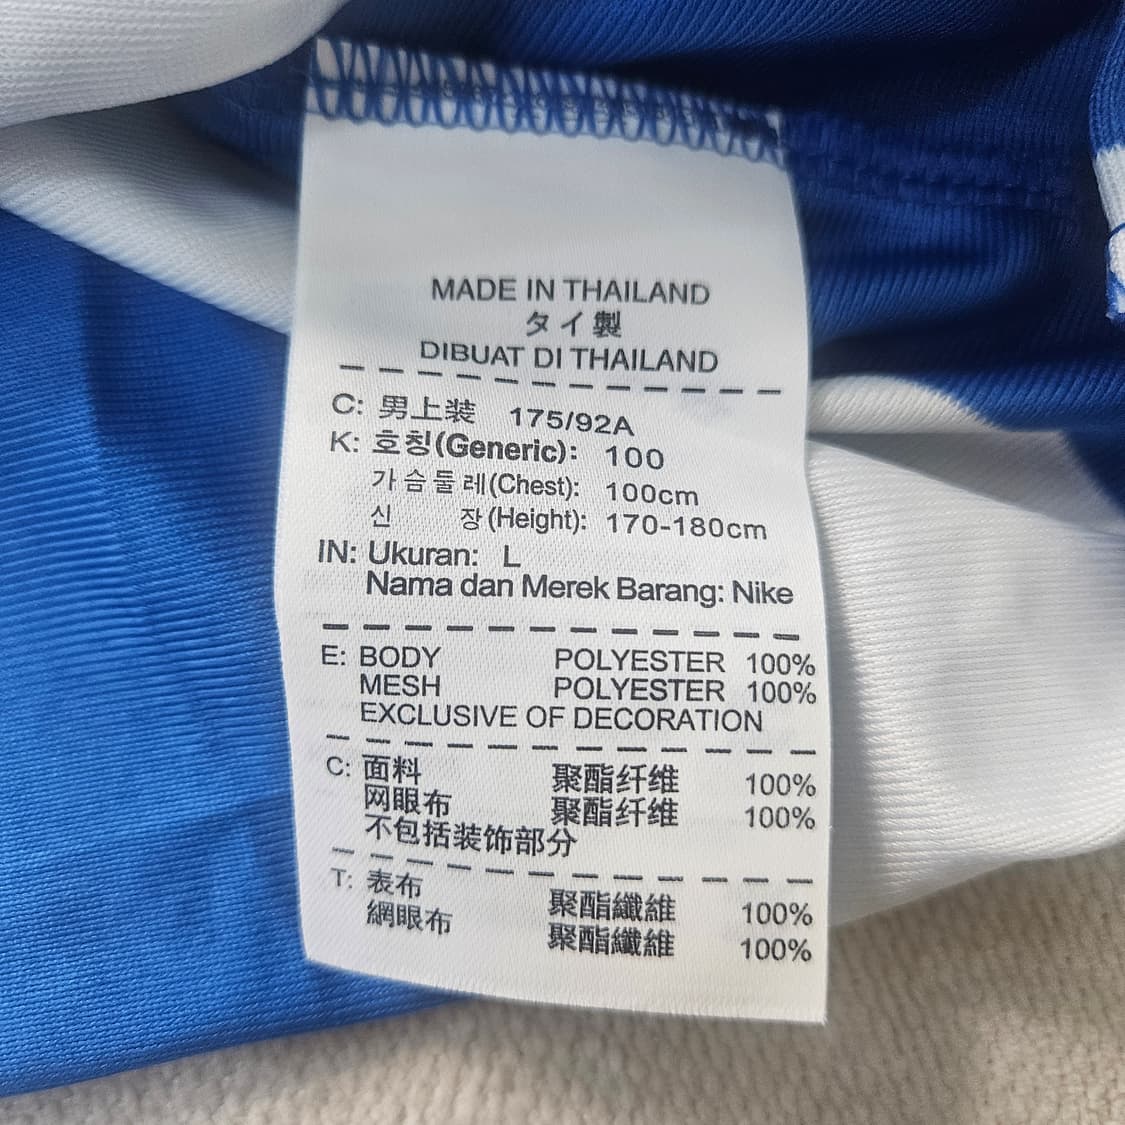 MADE IN THAILAND
タイ製
DIBUAT DI THAILAND
C: 男上装 175/92A
K: 호칭(Generic): 100
가슴둘레(Chest): 100cm
신 장(Height): 170-180cm
IN: Ukuran: L
Nama dan Merek Barang: Nike
E: BODY POLYESTER 100%
MESH POLYESTER 100%
EXCLUSIVE OF DECORATION
C: 面料 聚酯纤维 100%
网眼布 聚酯纤维 100%
不包括装饰部分
T: 表布 聚酯纖維 100%
網眼布 聚酯纖維 100%